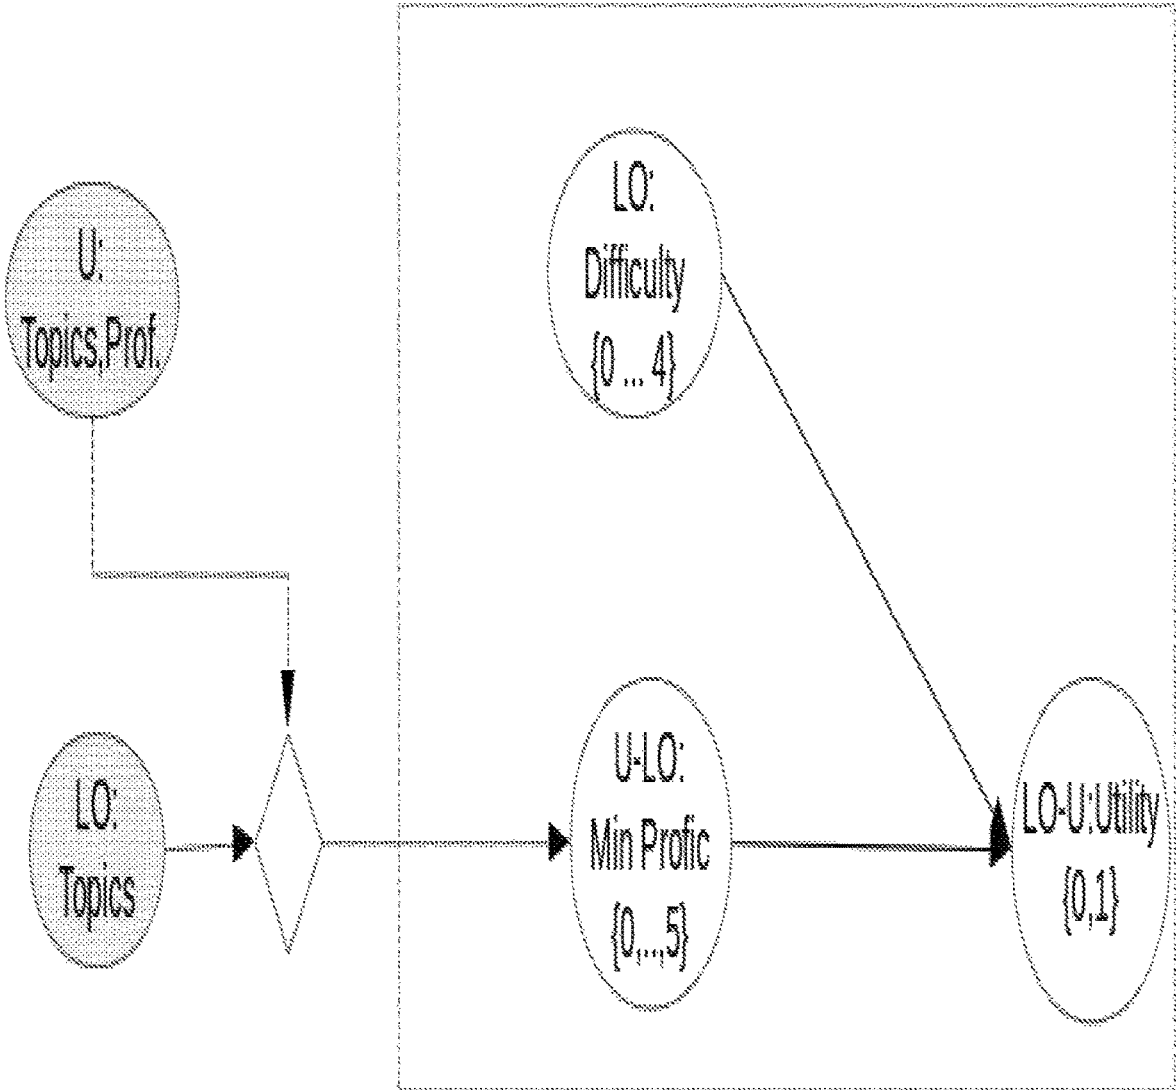 U:
Topics,Prof.
LO:
Topics
LO:
Difficulty
{0 ... 4}
U-LO:
Min Profic
{0,..,5}
LO-U:Utility
{0,1}